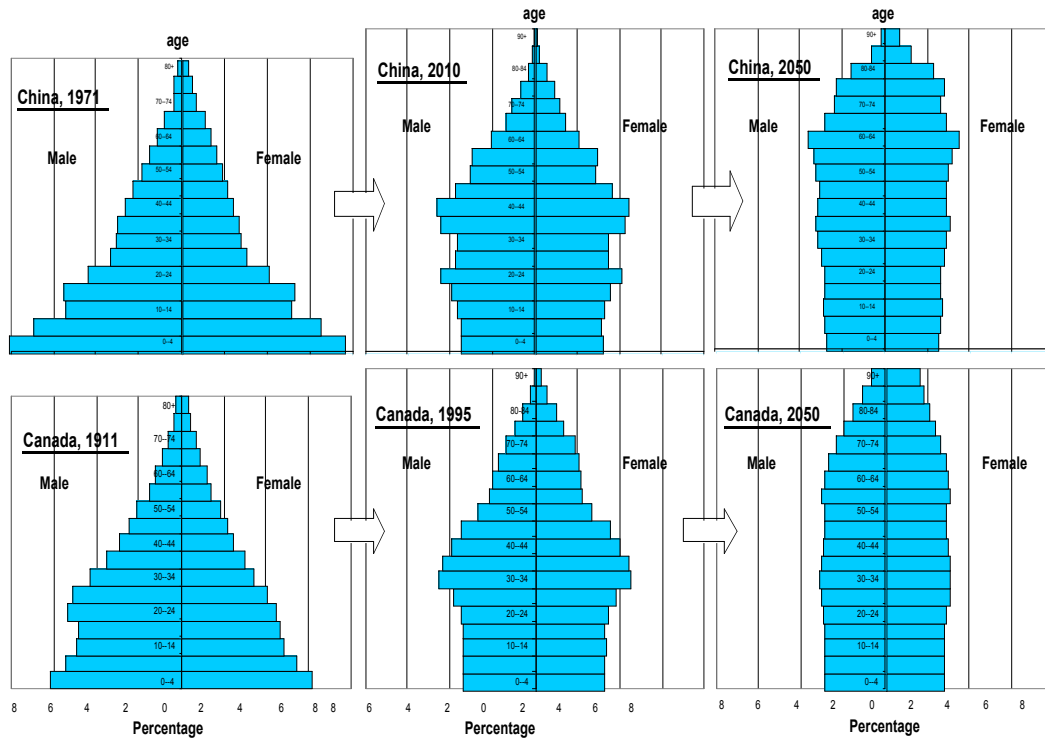 age
80+
70–74
60–64
50–54
40–44
30–34
20–24
10–14
0–4
China, 1971
Male
Female
age
90+
80-84
70–74
60–64
50–54
40–44
30–34
20–24
10–14
0–4
China, 2010
Male
Female
age
90+
80-84
70–74
60–64
50–54
40–44
30–34
20–24
10–14
0–4
China, 2050
Male
Female
80+
70–74
60–64
50–54
40–44
30–34
20–24
10–14
0–4
Canada, 1911
Male
Female
8 6 4 2 0 2 4 6 8 8
Percentage
90+
80-84
70–74
60–64
50–54
40–44
30–34
20–24
10–14
0–4
Canada, 1995
Male
Female
6 4 2 0 2 4 6 8
Percentage
90+
80-84
70–74
60–64
50–54
40–44
30–34
20–24
10–14
0–4
Canada, 2050
Male
Female
8 6 4 2 0 2 4 6 8
Percentage